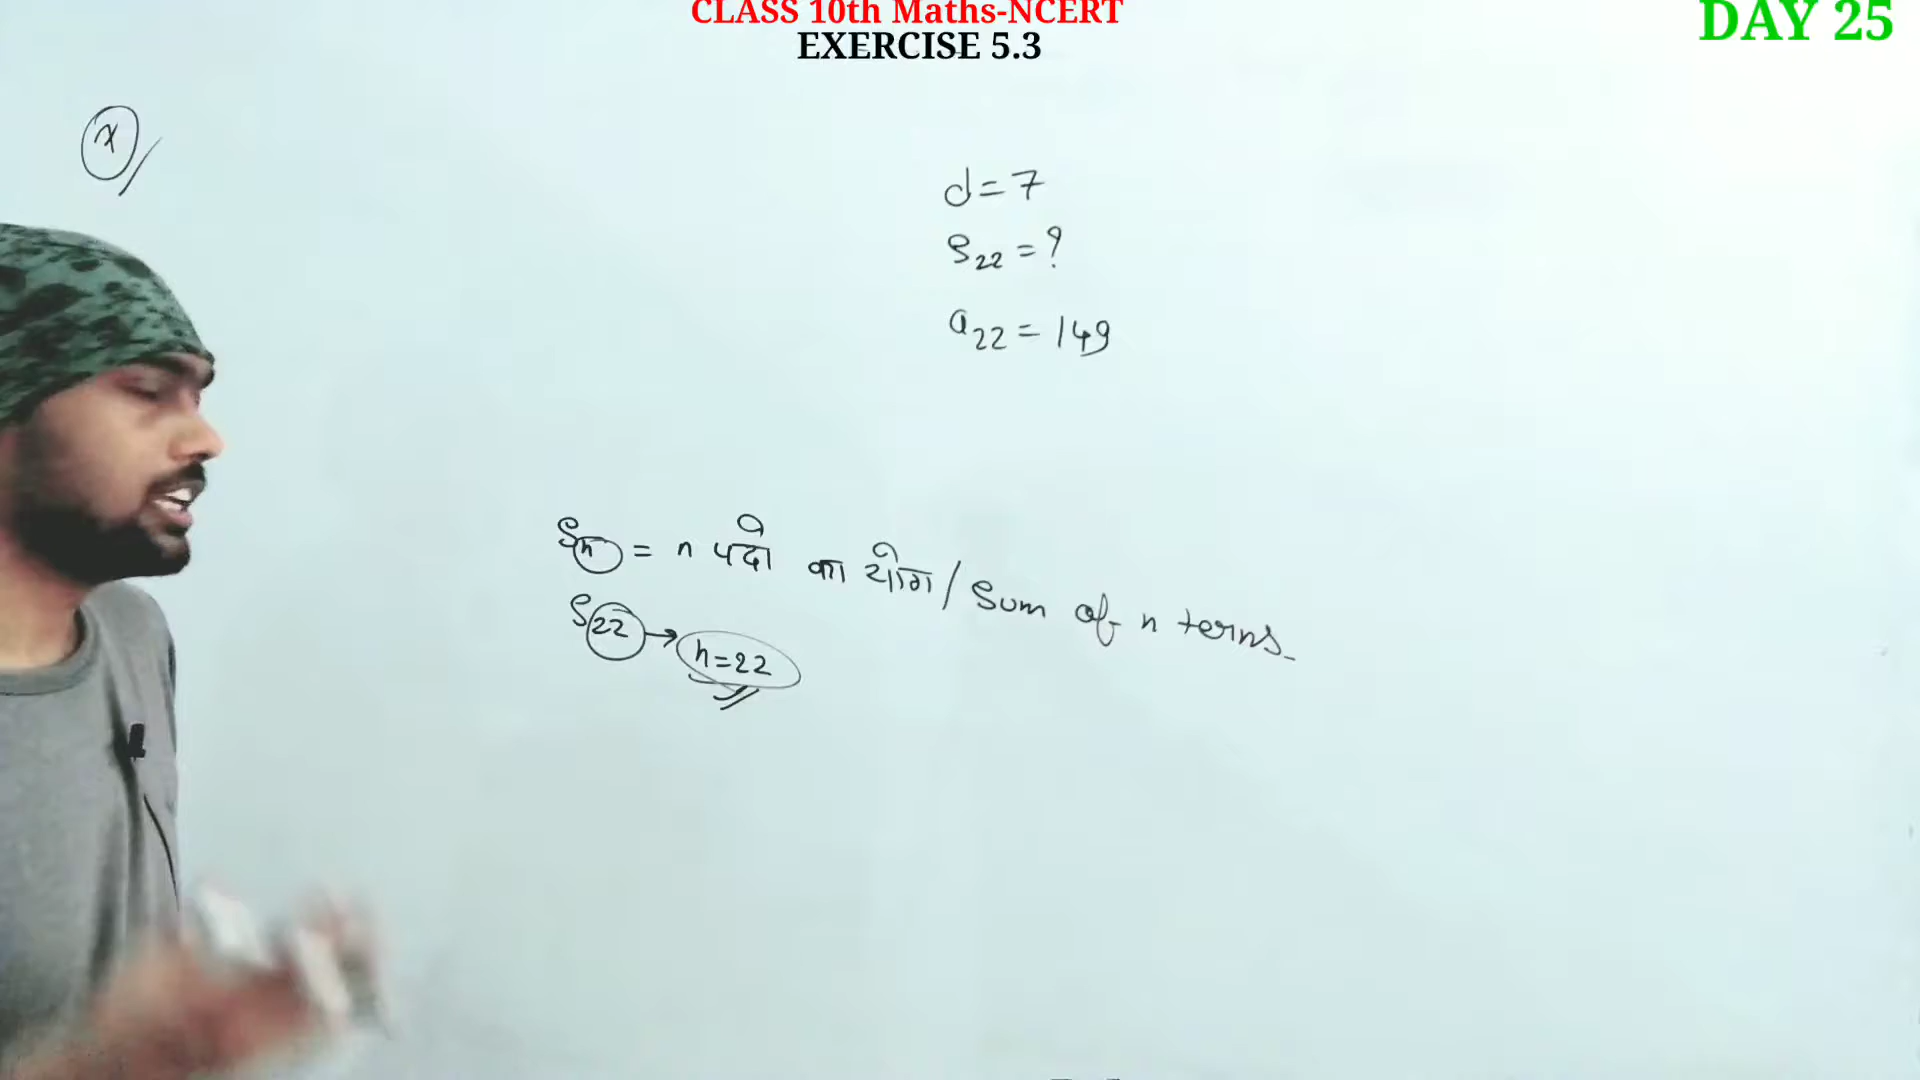 CLASS 10th Maths-NCERT
EXERCISE 5.3
DAY 25
x
d=7
S22 = ?
a22 = 149
Sn = n पदो का योग / Sum of n terms.
S22 → n=22